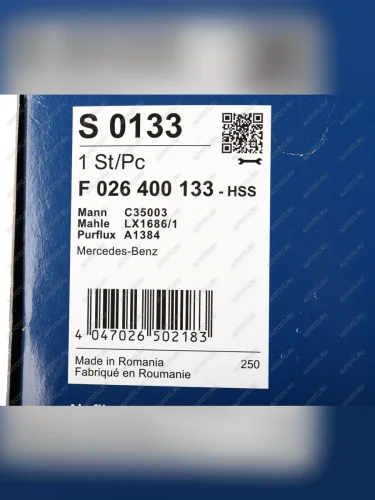 S 0133
1 St/Pc
F 026 400 133 - HSS
Mann C35003
Mahle LX1686/1
Purflux A1384
Mercedes-Benz
4 047026 502183
Made in Romania 250
Fabriqué en Roumanie